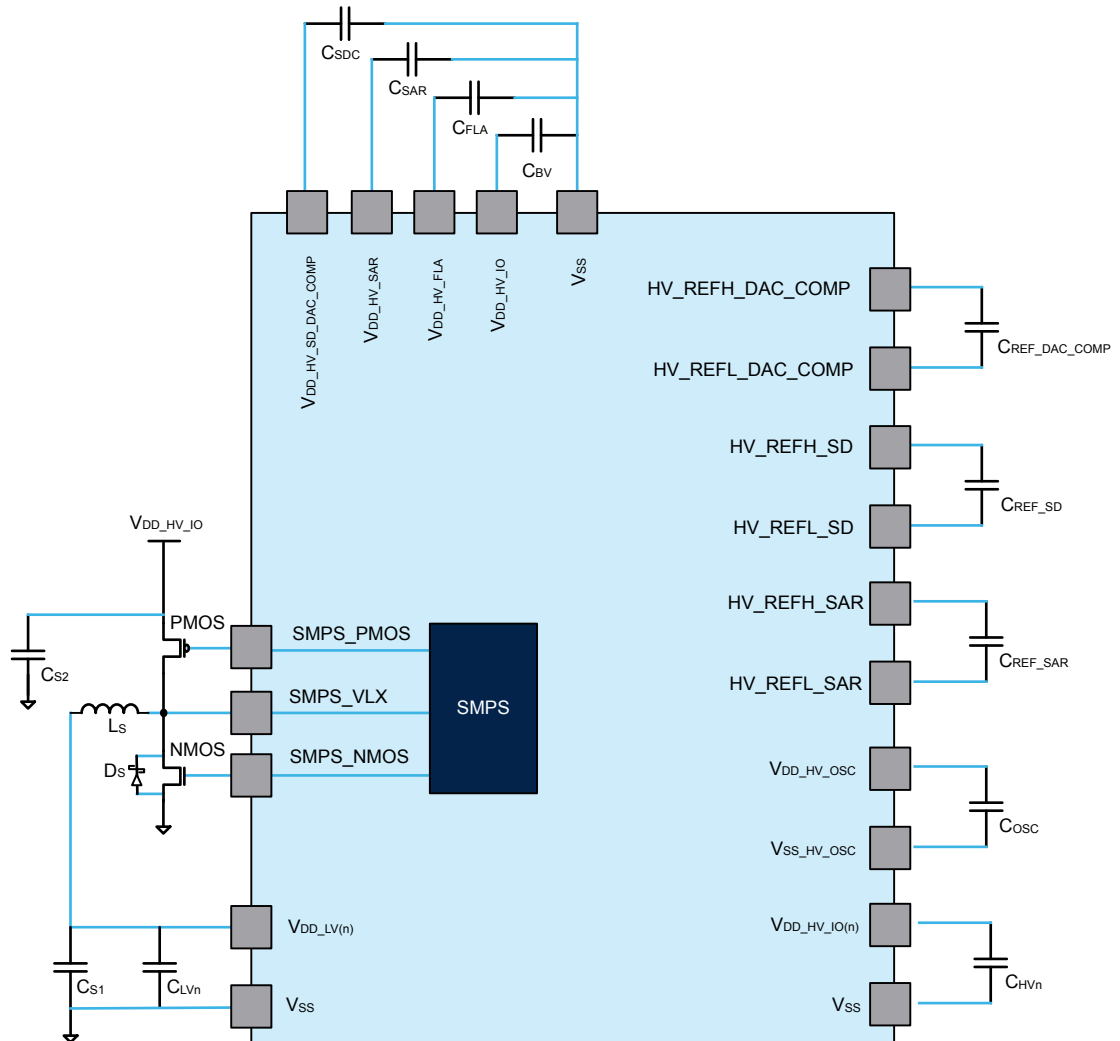 CSDC
CSAR
CFLA
CBV
VDD_HV_SD_DAC_COMP
VDD_HV_SAR
VDD_HV_FLA
VDD_HV_IO
VSS
HV_REFH_DAC_COMP
CREF_DAC_COMP
HV_REFL_DAC_COMP
HV_REFH_SD
CREF_SD
HV_REFL_SD
VDD_HV_IO
PMOS
SMPS_PMOS
CS2
HV_REFH_SAR
CREF_SAR
HV_REFL_SAR
SMPS_VLX
SMPS
LS
NMOS
SMPS_NMOS
DS
VDD_HV_OSC
COSC
VSS_HV_OSC
VDD_LV(n)
VDD_HV_IO(n)
CS1
CLVn
CHVn
VSS
VSS